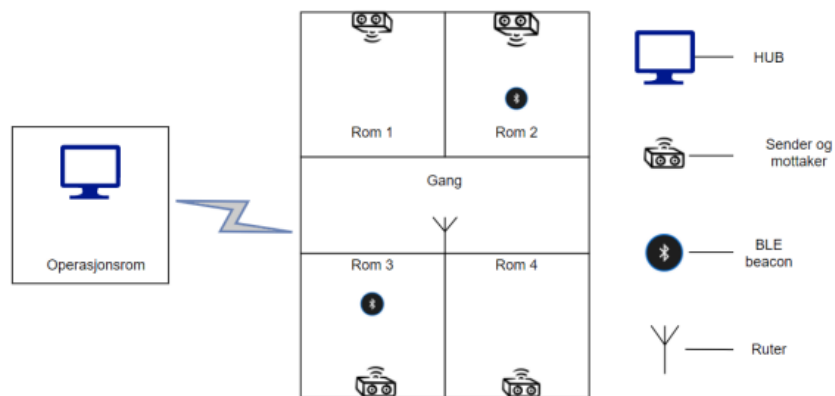 HUB
Rom 1
Rom 2
Sender og
mottaker
Gang
Operasjonsrom
BLE
beacon
Rom 3
Rom 4
Ruter